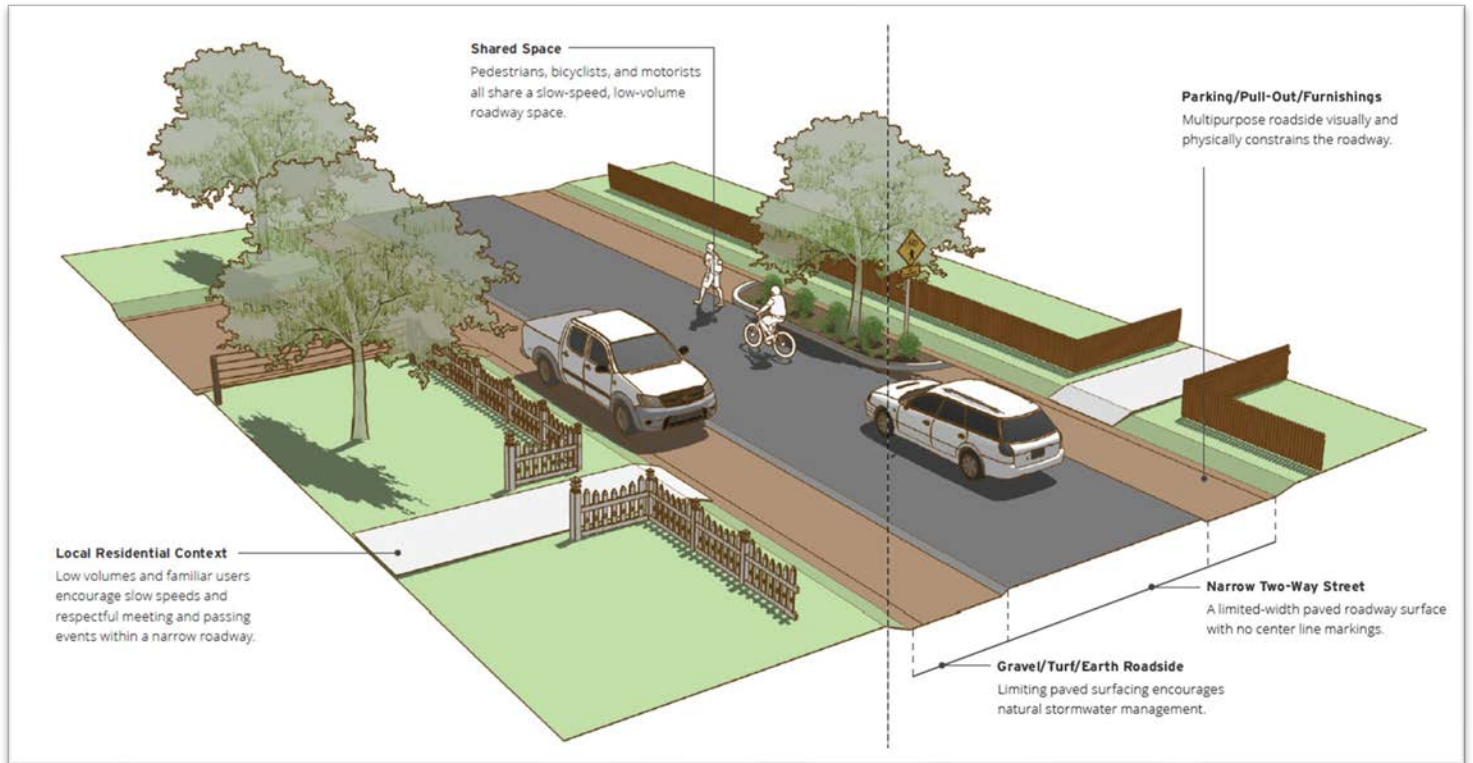 Shared Space
Pedestrians, bicyclists, and motorists
all share a slow-speed, low-volume
roadway space.
Parking/Pull-Out/Furnishings
Multipurpose roadside visually and
physically constrains the roadway.
Local Residential Context
Low volumes and familiar users
encourage slow speeds and
respectful meeting and passing
events within a narrow roadway.
Narrow Two-Way Street
A limited-width paved roadway surface
with no center line markings.
Gravel/Turf/Earth Roadside
Limiting paved surfacing encourages
natural stormwater management.